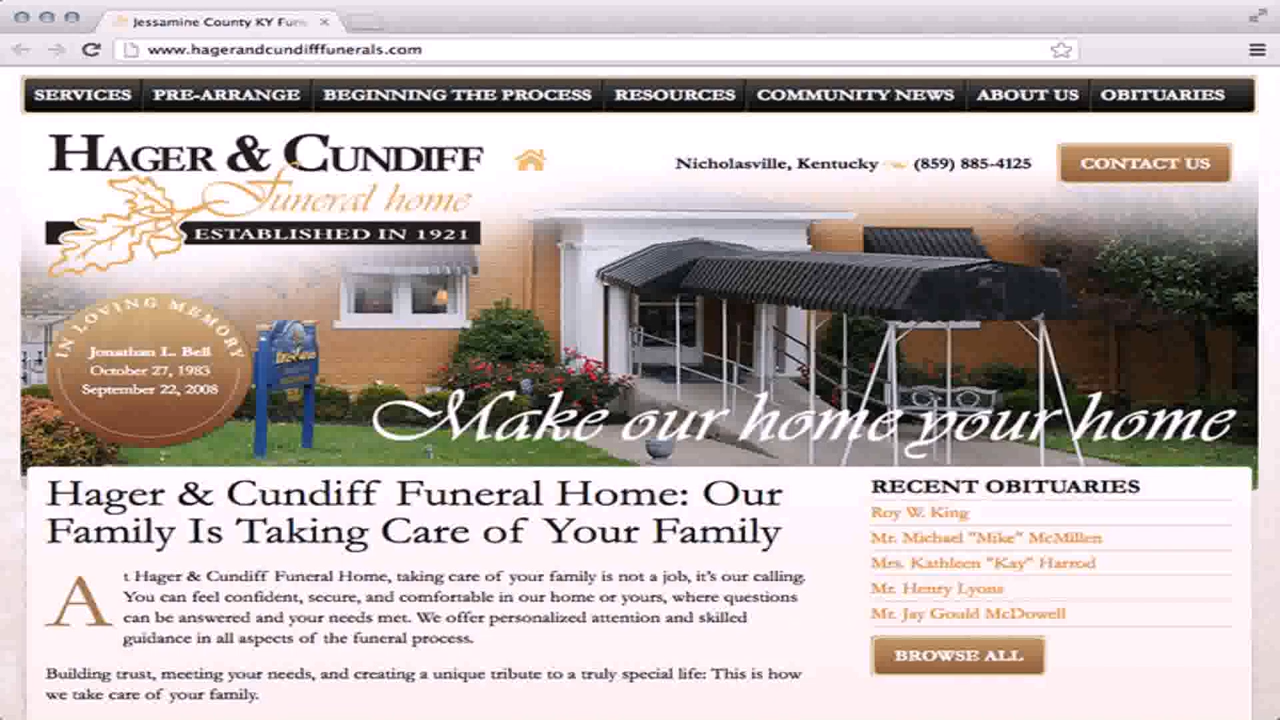 Jessamine County KY Fun
www.hagerandcundifffunerals.com
SERVICES PRE-ARRANGE BEGINNING THE PROCESS RESOURCES COMMUNITY NEWS ABOUT US OBITUARIES
HAGER & CUNDIFF
Funeral home
ESTABLISHED IN 1921
Nicholasville, Kentucky (859) 885-4125
CONTACT US
IN LOVING MEMORY
Jonathan L. Bell
October 27, 1983
September 22, 2008
Make our home your home
Hager & Cundiff Funeral Home: Our
Family Is Taking Care of Your Family
At Hager & Cundiff Funeral Home, taking care of your family is not a job, it's our calling.
You can feel confident, secure, and comfortable in our home or yours, where questions
can be answered and your needs met. We offer personalized attention and skilled
guidance in all aspects of the funeral process.
Building trust, meeting your needs, and creating a unique tribute to a truly special life: This is how
we take care of your family.
RECENT OBITUARIES
Roy W. King
Mr. Michael "Mike" McMillen
Mrs. Kathleen "Kay" Harrod
Mr. Henry Lyons
Mr. Jay Gould McDowell
BROWSE ALL